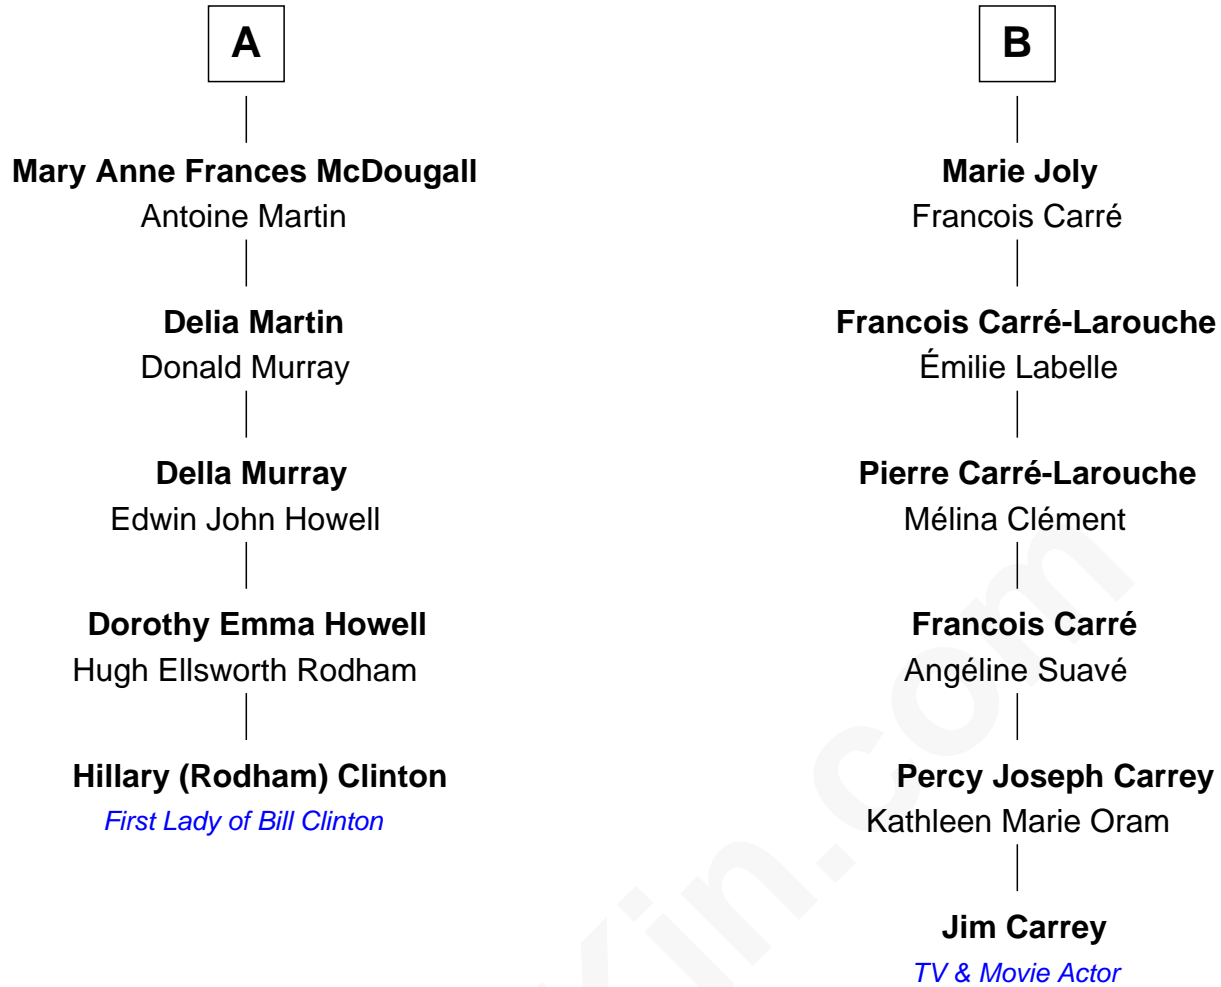 A
Mary Anne Frances McDougall
Antoine Martin
Delia Martin
Donald Murray
Della Murray
Edwin John Howell
Dorothy Emma Howell
Hugh Ellsworth Rodham
Hillary (Rodham) Clinton
First Lady of Bill Clinton
B
Marie Joly
Francois Carré
Francois Carré-Larouche
Émilie Labelle
Pierre Carré-Larouche
Mélina Clément
Francois Carré
Angéline Suavé
Percy Joseph Carrey
Kathleen Marie Oram
Jim Carrey
TV & Movie Actor
Kin.com